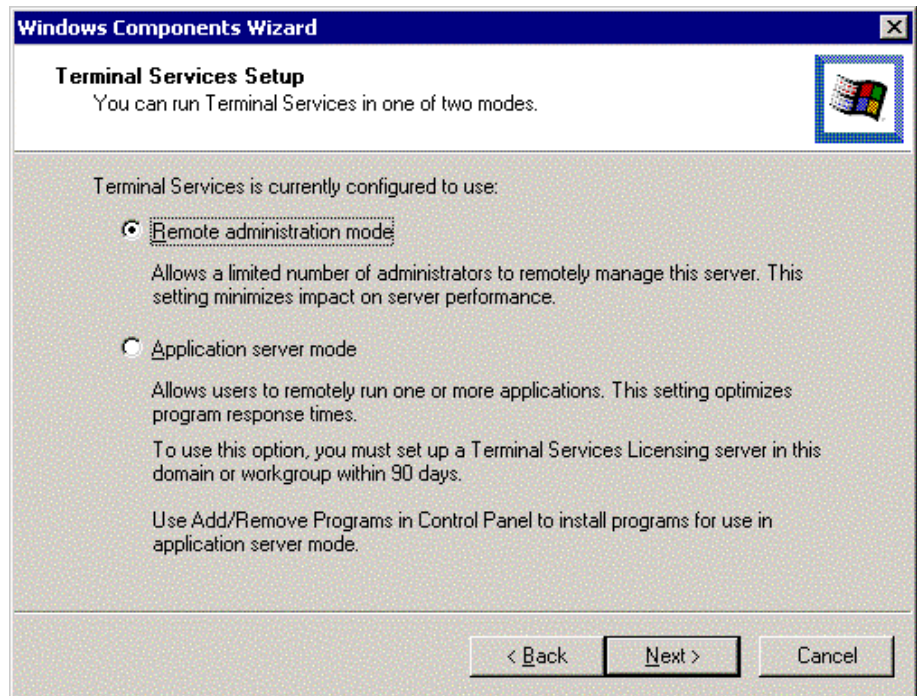 Windows Components Wizard
Terminal Services Setup
You can run Terminal Services in one of two modes.
Terminal Services is currently configured to use:
Remote administration mode
Allows a limited number of administrators to remotely manage this server. This
setting minimizes impact on server performance.
Application server mode
Allows users to remotely run one or more applications. This setting optimizes
program response times.
To use this option, you must set up a Terminal Services Licensing server in this
domain or workgroup within 90 days.
Use Add/Remove Programs in Control Panel to install programs for use in
application server mode.
< Back Next > Cancel